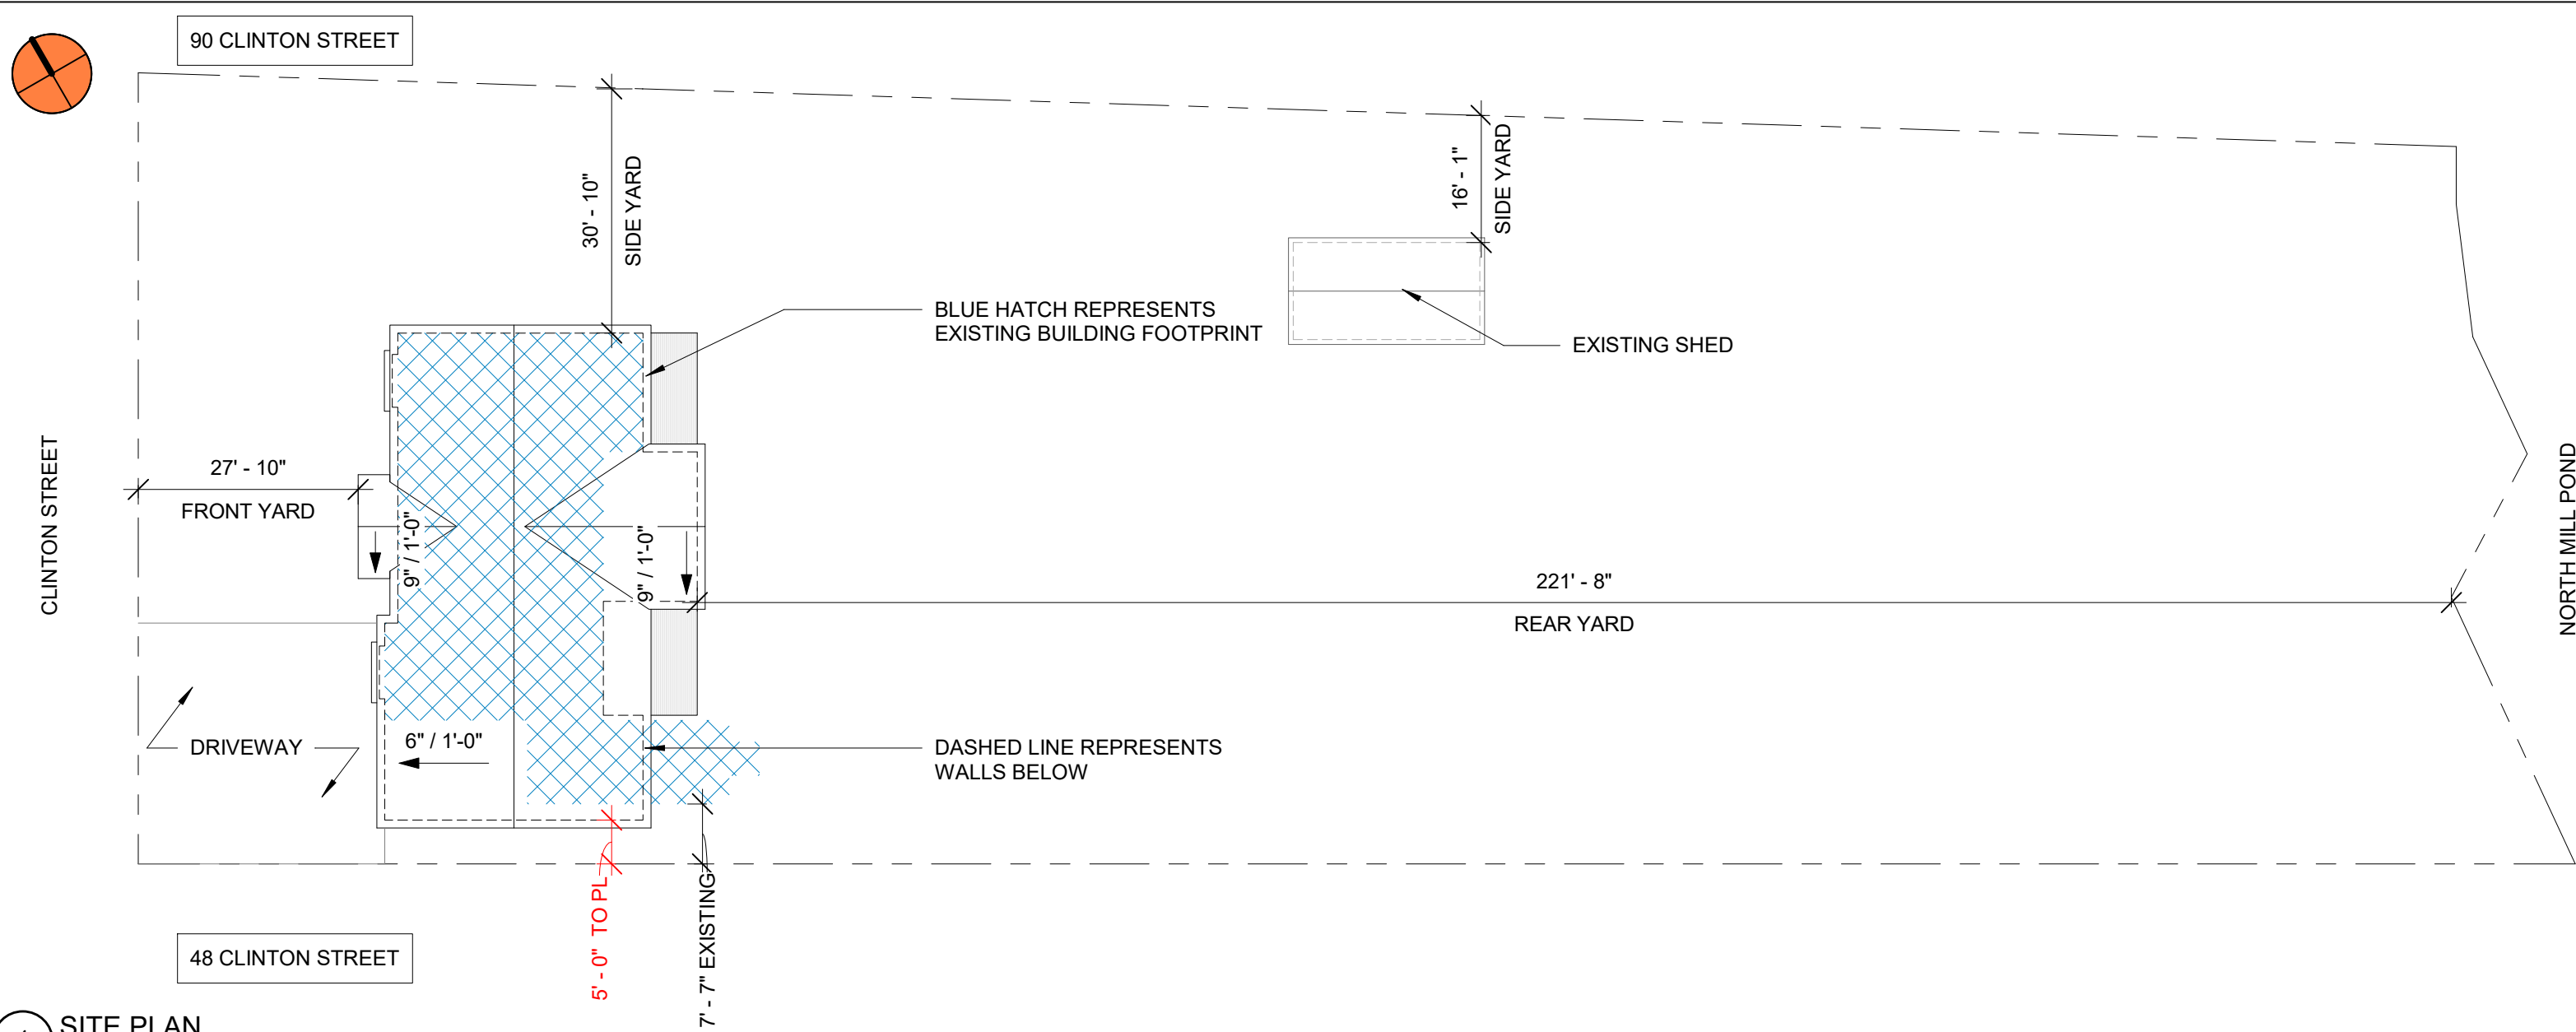 90 CLINTON STREET
30' - 10"
SIDE YARD
16' - 1"
SIDE YARD
BLUE HATCH REPRESENTS
EXISTING BUILDING FOOTPRINT
EXISTING SHED
CLINTON STREET
27' - 10"
FRONT YARD
9" / 1'-0"
9" / 1'-0"
221' - 8"
REAR YARD
NORTH MILL POND
DRIVEWAY
6" / 1'-0"
DASHED LINE REPRESENTS
WALLS BELOW
5' - 0" TO PL
7' - 7" EXISTING
48 CLINTON STREET
SITE PLAN